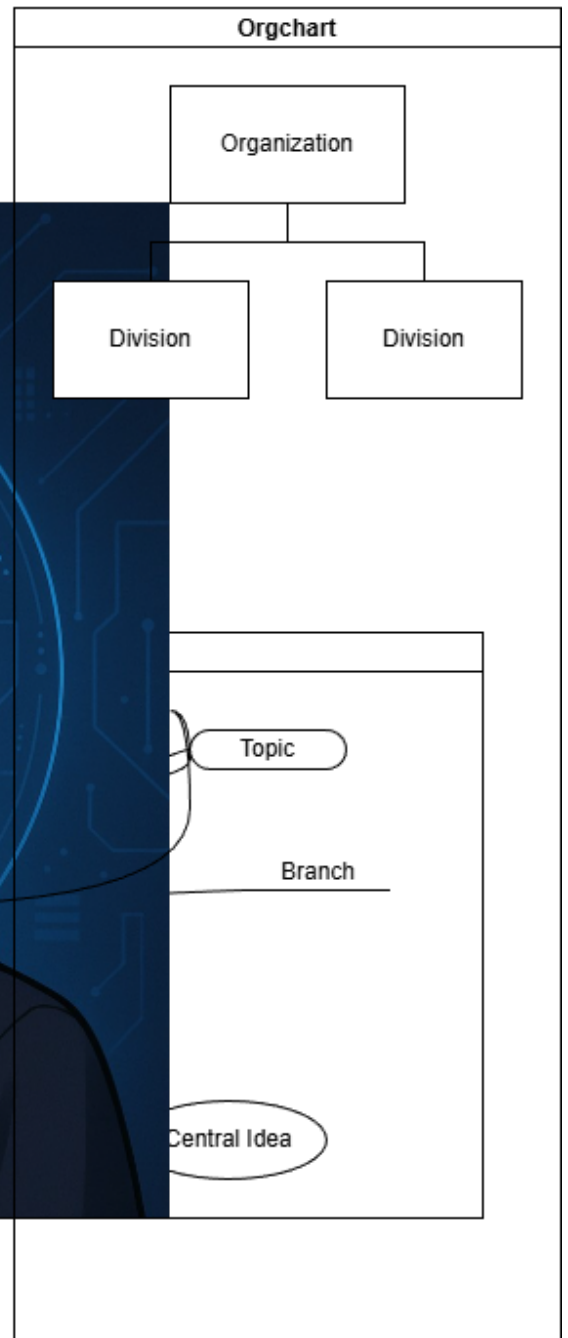 Orgchart
Organization
Division
Division
Topic
Branch
Central Idea